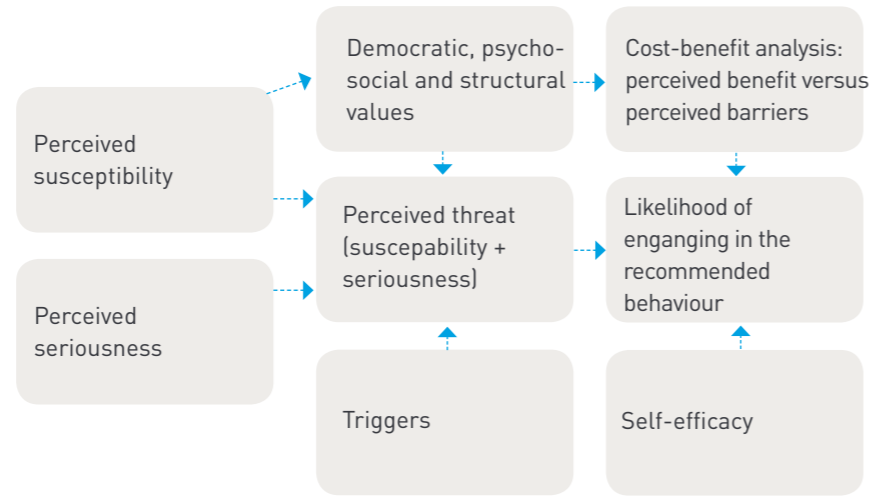 Perceived
susceptibility
Perceived
seriousness
Democratic, psycho-
social and structural
values
Perceived threat
(suscepability +
seriousness)
Triggers
Cost-benefit analysis:
perceived benefit versus
perceived barriers
Likelihood of
enganging in the
recommended
behaviour
Self-efficacy